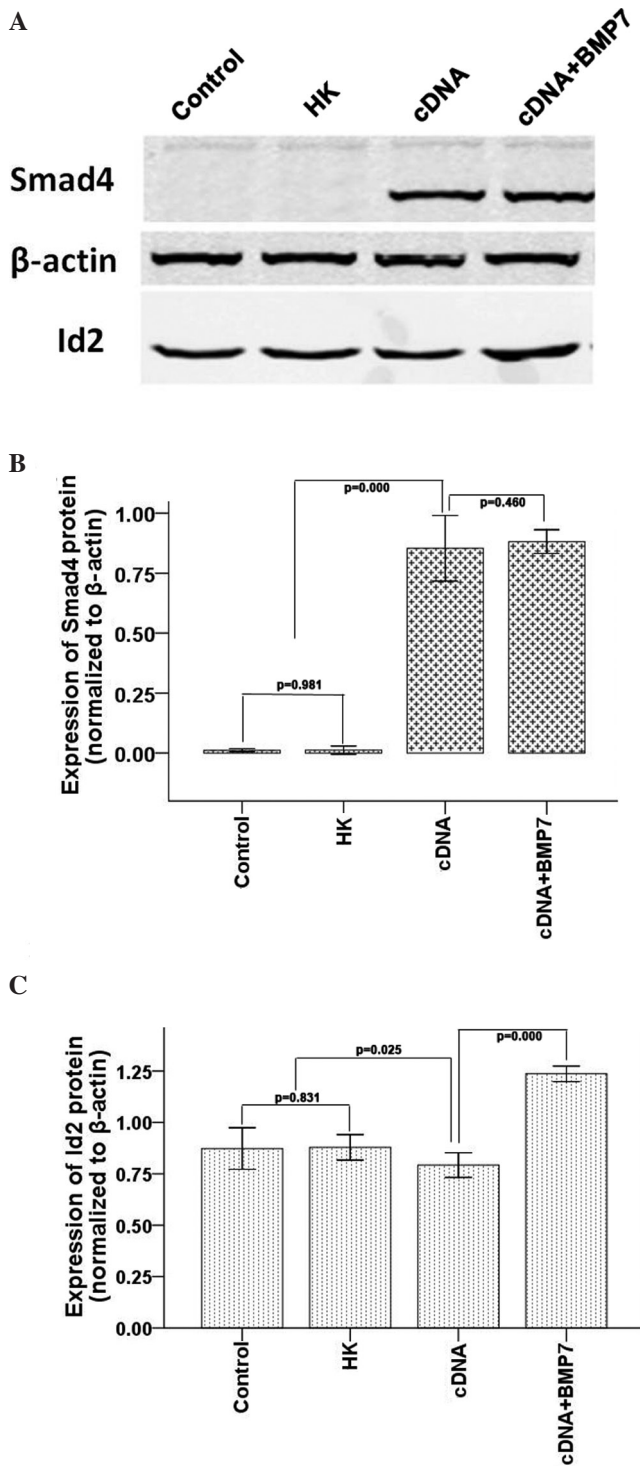 A
Control HK cDNA cDNA+BMP7
Smad4
β-actin
Id2
B
Expression of Smad4 protein
(normalized to β-actin)
1.00
0.75
0.50
0.25
0.00
p=0.000
p=0.460
p=0.981
Control HK cDNA cDNA+BMP7
C
Expression of Id2 protein
(normalized to β-actin)
1.25
1.00
0.75
0.50
0.25
0.00
p=0.000
p=0.025
p=0.831
Control HK cDNA cDNA+BMP7